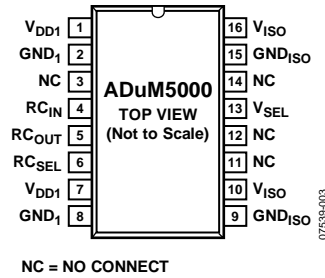 VDD1 1 16 VISO
GND1 2 15 GNDISO
NC 3 14 NC
RCIN 4 13 VSEL
RCOUT 5 12 NC
RCSEL 6 11 NC
VDD1 7 10 VISO
GND1 8 9 GNDISO
ADuM5000
TOP VIEW
(Not to Scale)
07539-003
NC = NO CONNECT